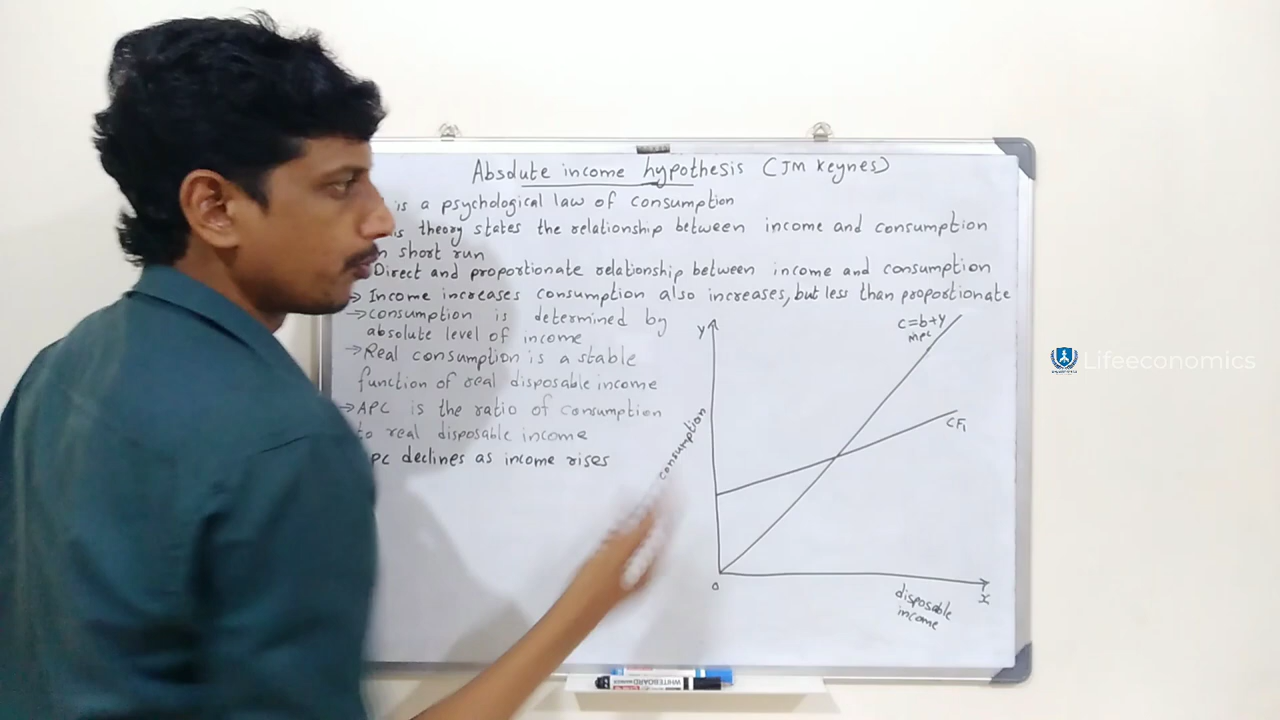 Absolute income hypothesis (JM Keynes)
is a psychological law of consumption
is theory states the relationship between income and consumption
n short run
Direct and proportionate relationship between income and consumption
→ Income increases consumption also increases, but less than proportionate
→ consumption is determined by
absolute level of income
→ Real consumption is a stable
function of real disposable income
→ APC is the ratio of consumption
to real disposable income
pc declines as income rises
y
consumption
c=b+y
mpc
CF1
o
x
disposable
income
WHITEBOARD
Lifeeconomics